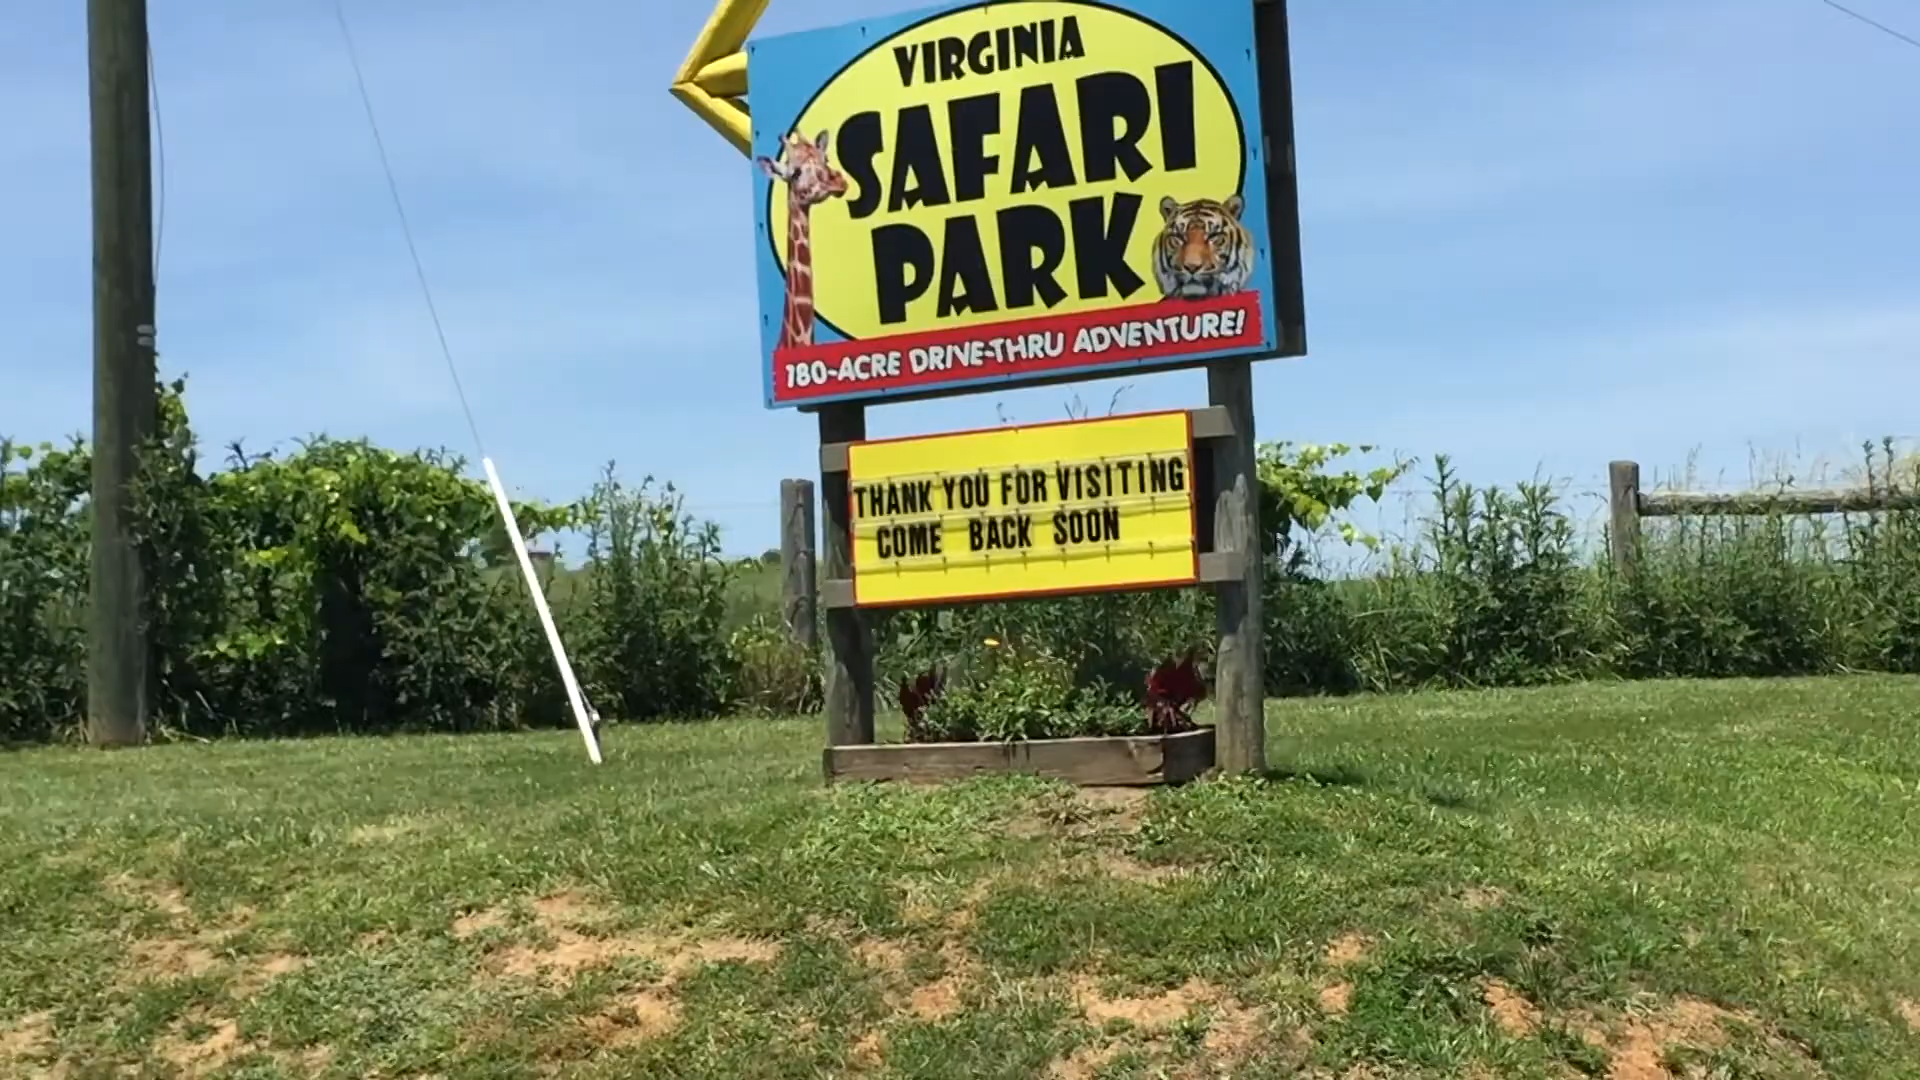 VIRGINIA
SAFARI
PARK
180-ACRE DRIVE-THRU ADVENTURE!
THANK YOU FOR VISITING
COME BACK SOON